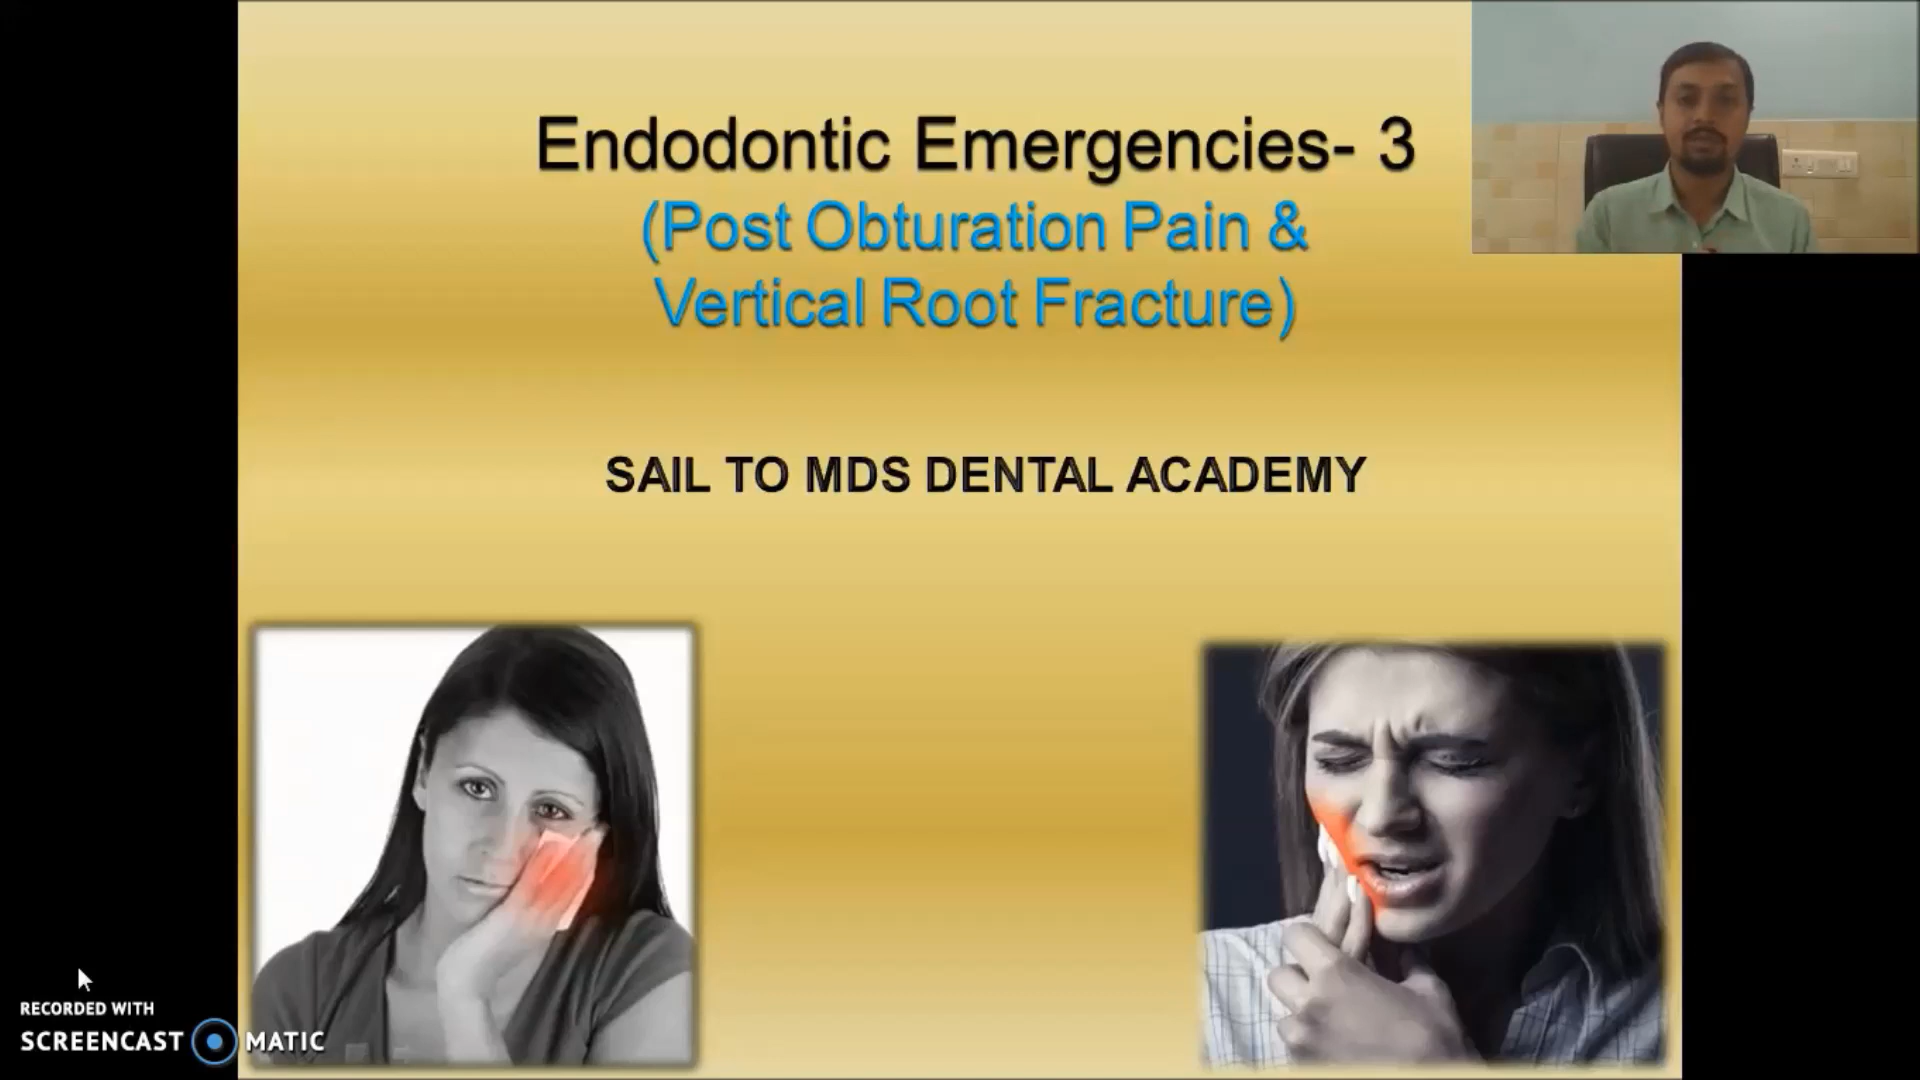 Endodontic Emergencies- 3
(Post Obturation Pain &
Vertical Root Fracture)
SAIL TO MDS DENTAL ACADEMY
RECORDED WITH
SCREENCAST MATIC